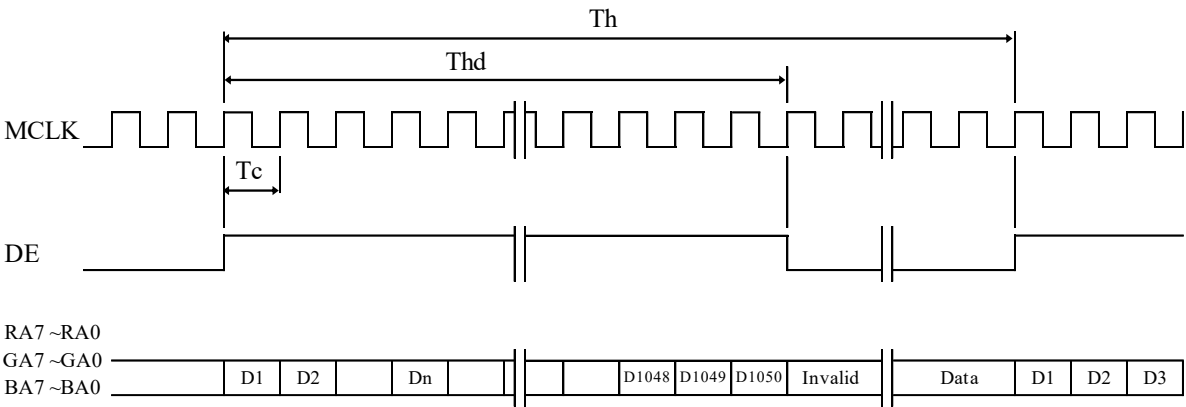 Th
Thd
MCLK
Tc
DE
RA7 ~RA0
GA7 ~GA0
BA7 ~BA0
D1 D2 Dn D1048 D1049 D1050 Invalid Data D1 D2 D3